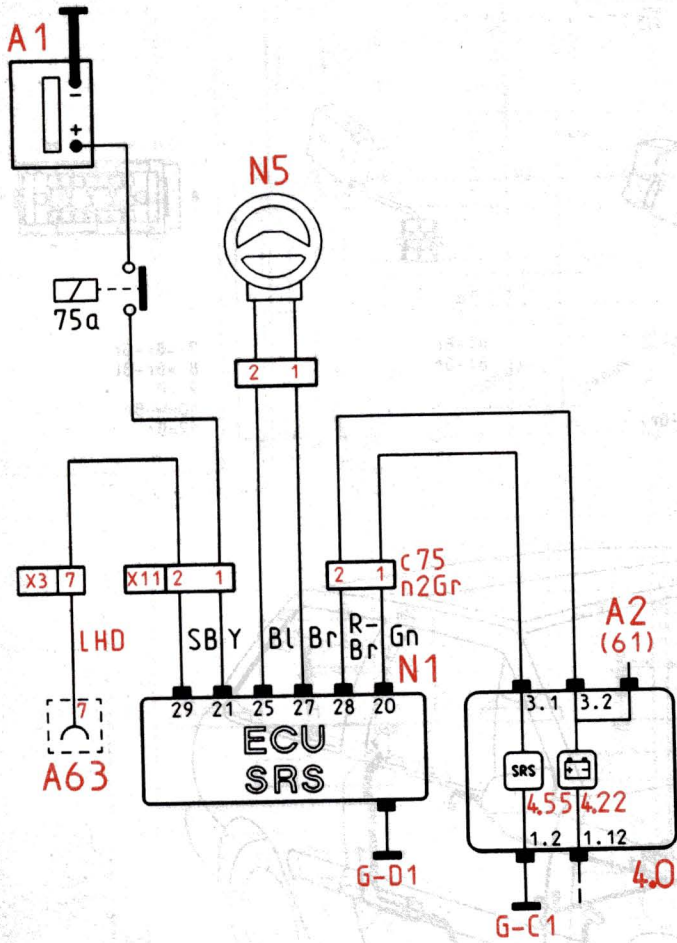 A1
−
+
N5
75a
2 1
c75
n2Gr
X3 7
X11 2 1
2 1
LHD
SB Y Bl Br R-Br Gn
A2
(61)
N1
7
A63
29 21 25 27 28 20
ECU
SRS
3.1 3.2
SRS
+ −
4.55 4.22
1.2 1.12
G-D1
4.0
G-C1